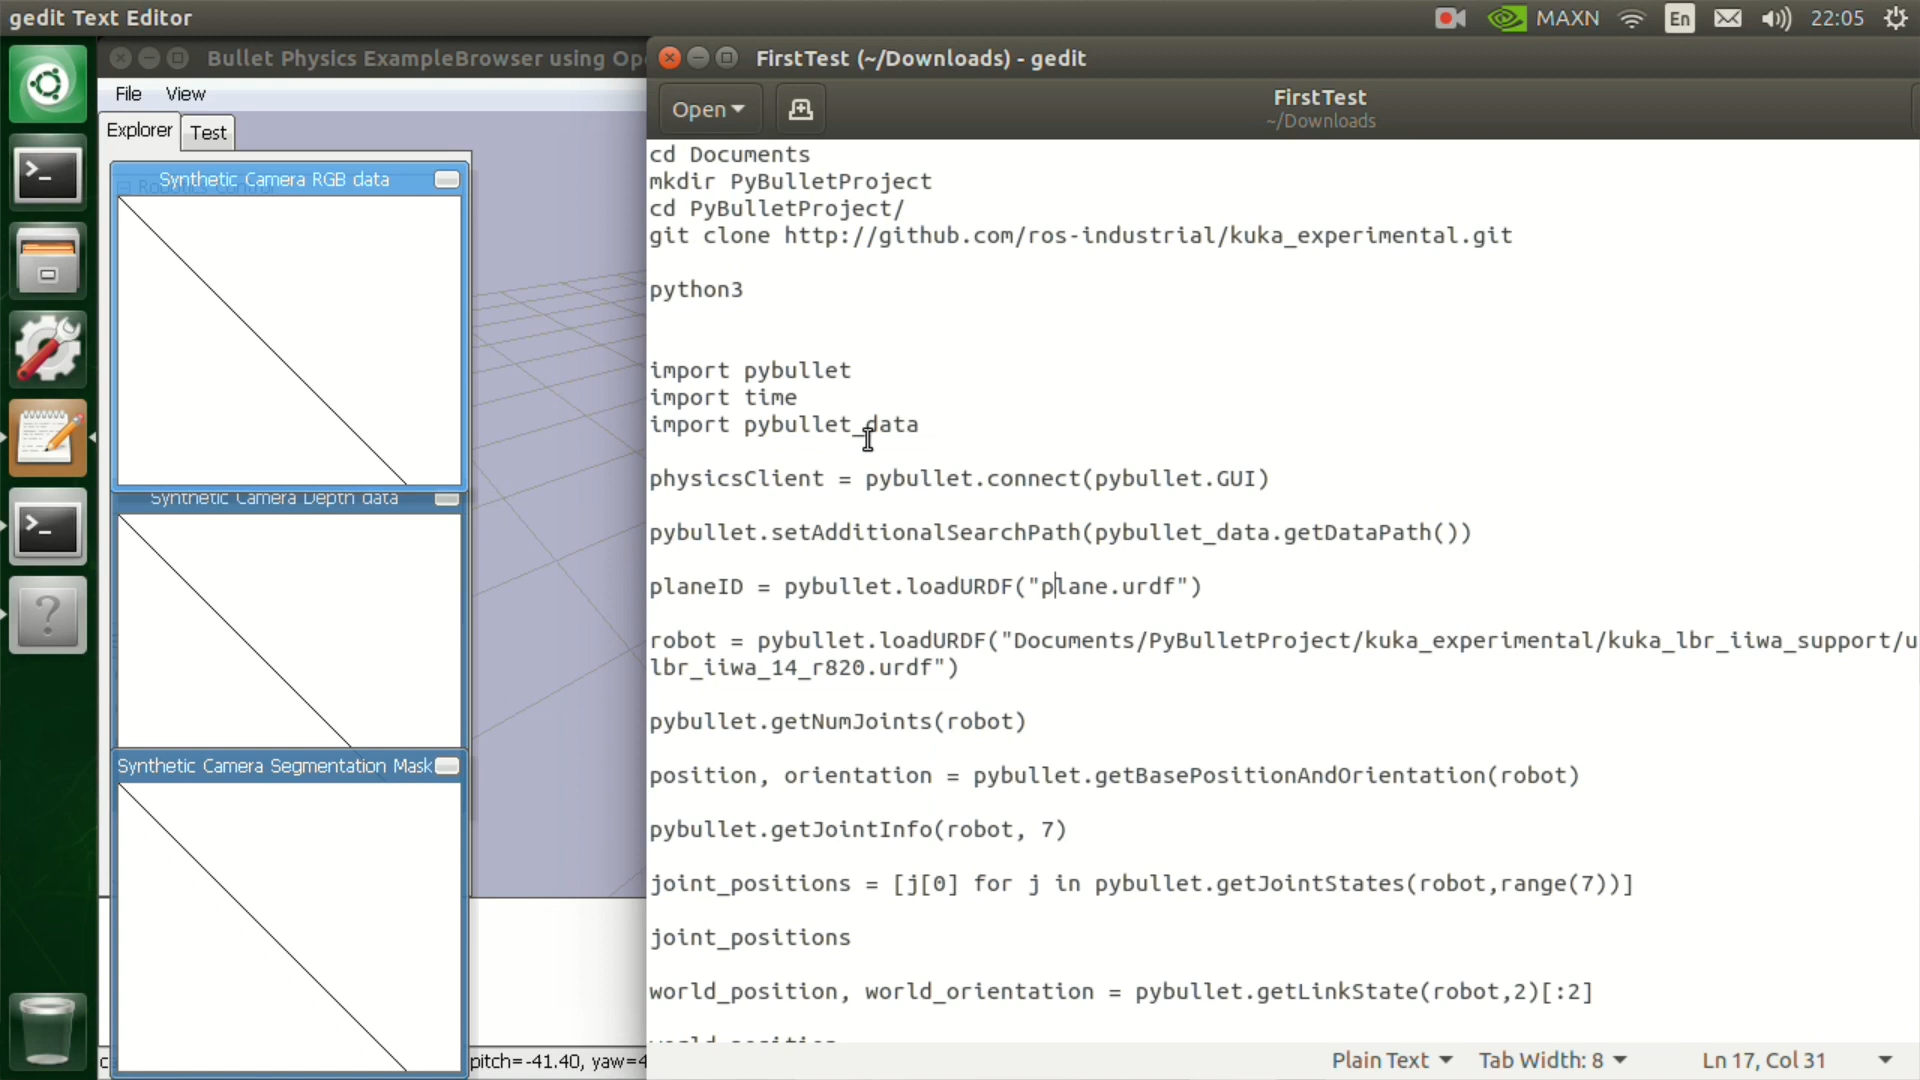 gedit Text Editor
MAXN
En
22:05
Bullet Physics ExampleBrowser using Op
File View
Explorer
Test
Synthetic Camera RGB data
Synthetic Camera Depth data
Synthetic Camera Segmentation Mask
pitch=-41.40, yaw=4
FirstTest (~/Downloads) - gedit
Open
FirstTest
~/Downloads
cd Documents
mkdir PyBulletProject
cd PyBulletProject/
git clone http://github.com/ros-industrial/kuka_experimental.git
python3
import pybullet
import time
import pybullet_data
physicsClient = pybullet.connect(pybullet.GUI)
pybullet.setAdditionalSearchPath(pybullet_data.getDataPath())
planeID = pybullet.loadURDF("plane.urdf")
robot = pybullet.loadURDF("Documents/PyBulletProject/kuka_experimental/kuka_lbr_iiwa_support/u
lbr_iiwa_14_r820.urdf")
pybullet.getNumJoints(robot)
position, orientation = pybullet.getBasePositionAndOrientation(robot)
pybullet.getJointInfo(robot, 7)
joint_positions = [j[0] for j in pybullet.getJointStates(robot,range(7))]
joint_positions
world_position, world_orientation = pybullet.getLinkState(robot,2)[:2]
Plain Text
Tab Width: 8
Ln 17, Col 31